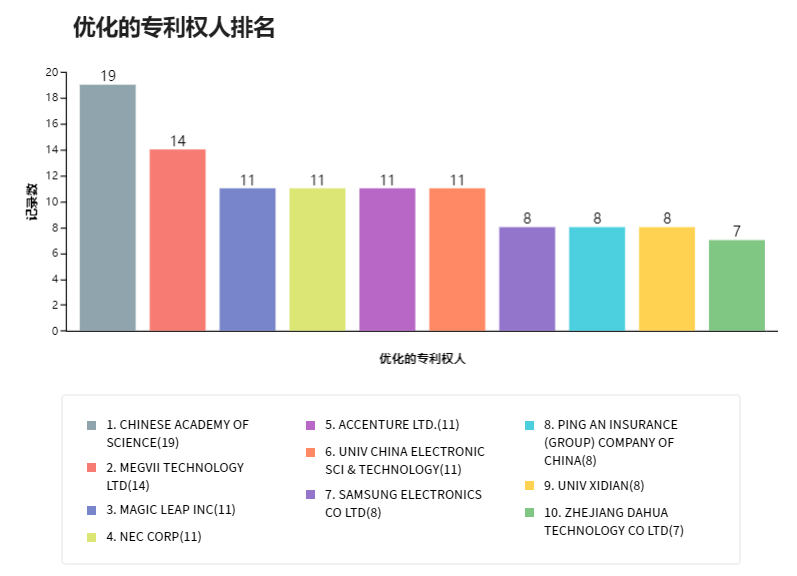 优化的专利权人排名
19
14
11
11
11
11
8
8
8
7
20
18
16
14
12
10
8
6
4
2
0
记录数
优化的专利权人
1. CHINESE ACADEMY OF
SCIENCE(19)
2. MEGVII TECHNOLOGY
LTD(14)
3. MAGIC LEAP INC(11)
4. NEC CORP(11)
5. ACCENTURE LTD.(11)
6. UNIV CHINA ELECTRONIC
SCI & TECHNOLOGY(11)
7. SAMSUNG ELECTRONICS
CO LTD(8)
8. PING AN INSURANCE
(GROUP) COMPANY OF
CHINA(8)
9. UNIV XIDIAN(8)
10. ZHEJIANG DAHUA
TECHNOLOGY CO LTD(7)